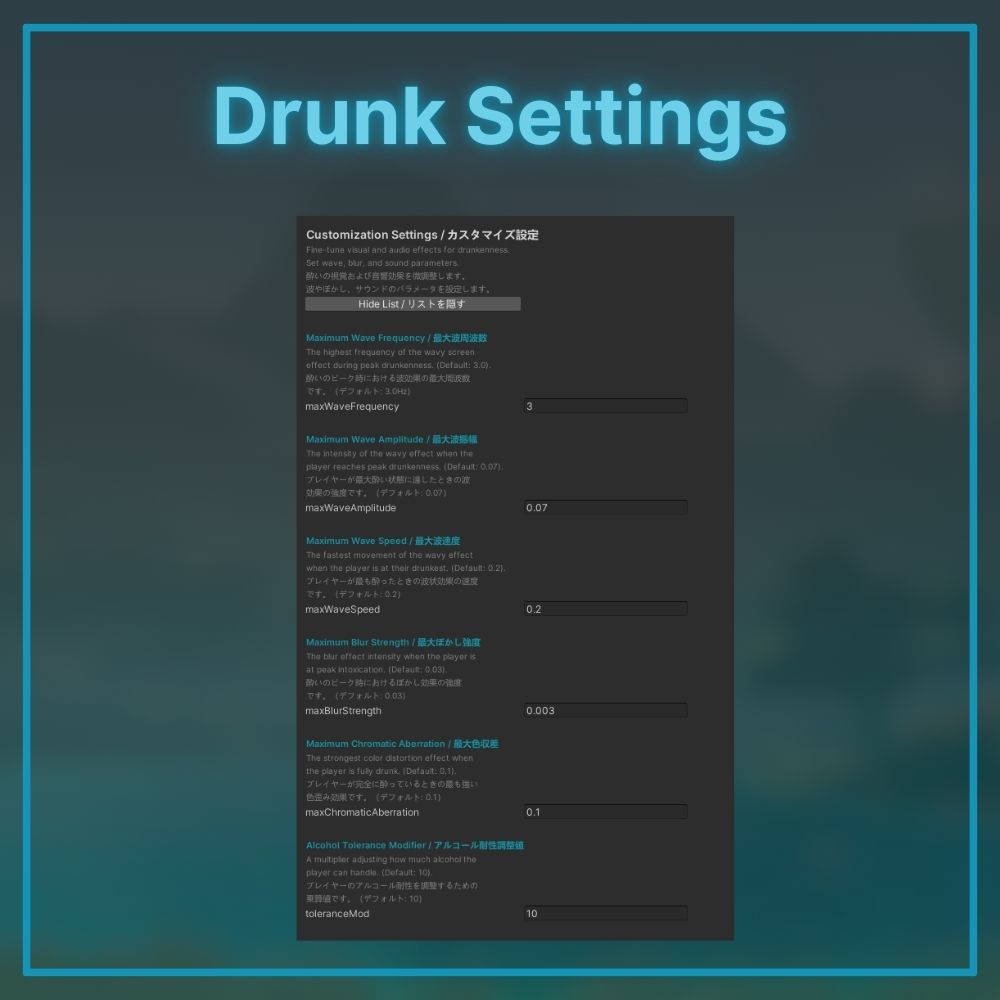 Drunk Settings
Customization Settings / カスタマイズ設定
Fine-tune visual and audio effects for drunkenness.
Set wave, blur, and sound parameters.
酔いの視覚および音響効果を微調整します。
波やぼかし、サウンドのパラメータを設定します。
Hide List / リストを隠す
Maximum Wave Frequency / 最大波周波数
The highest frequency of the wavy screen
effect during peak drunkenness. (Default: 3.0).
酔いのピーク時における波効果の最大周波数
です。 (デフォルト: 3.0Hz)
maxWaveFrequency 3
Maximum Wave Amplitude / 最大波振幅
The intensity of the wavy effect when the
player reaches peak drunkenness. (Default: 0.07).
プレイヤーが最大酔い状態に達したときの波
効果の強度です。 (デフォルト: 0.07)
maxWaveAmplitude 0.07
Maximum Wave Speed / 最大波速度
The fastest movement of the wavy effect
when the player is at their drunkest. (Default: 0.2).
プレイヤーが最も酔ったときの波状効果の速度
です。 (デフォルト: 0.2)
maxWaveSpeed 0.2
Maximum Blur Strength / 最大ぼかし強度
The blur effect intensity when the player is
at peak intoxication. (Default: 0.03).
酔いのピーク時におけるぼかし効果の強度
です。 (デフォルト: 0.03)
maxBlurStrength 0.003
Maximum Chromatic Aberration / 最大色収差
The strongest color distortion effect when
the player is fully drunk. (Default: 0.1).
プレイヤーが完全に酔っているときの最も強い
色歪み効果です。 (デフォルト: 0.1)
maxChromaticAberration 0.1
Alcohol Tolerance Modifier / アルコール耐性調整値
A multiplier adjusting how much alcohol the
player can handle. (Default: 10).
プレイヤーのアルコール耐性を調整するための
乗算値です。 (デフォルト: 10)
toleranceMod 10